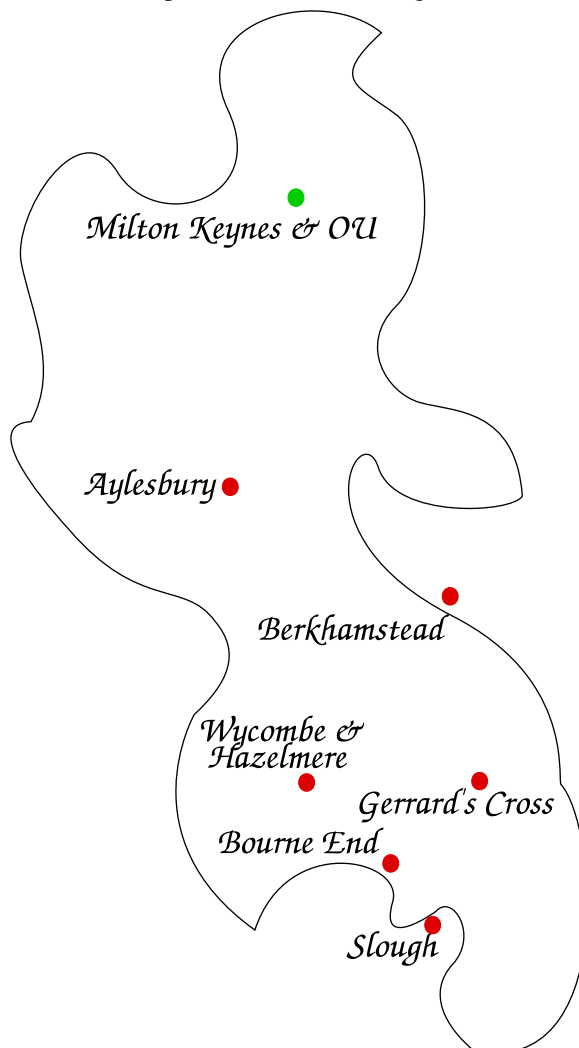 Milton Keynes & OU
Aylesbury
Berkhamstead
Wycombe &
Hazelmere
Gerrard's Cross
Bourne End
Slough